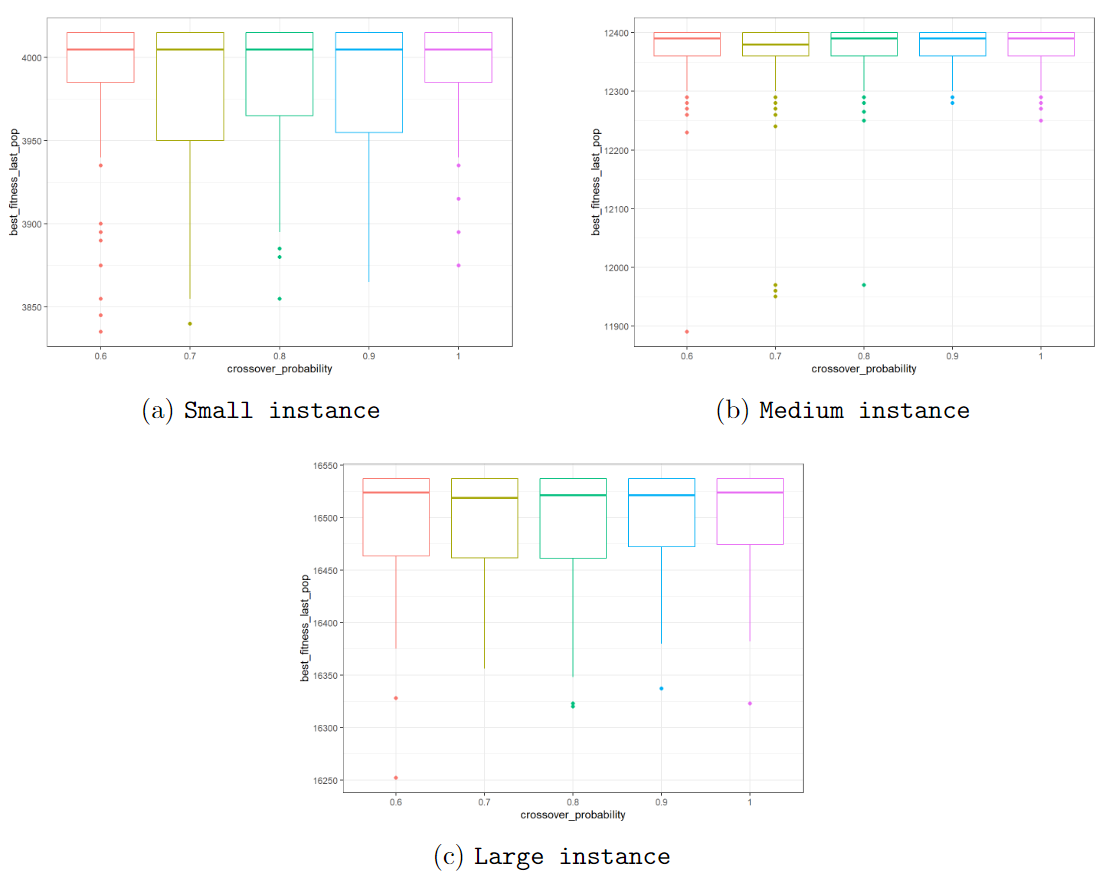 best_fitness_last_pop
4000
3950
3900
3850
0.6 0.7 0.8 0.9 1
crossover_probability
(a) Small instance
best_fitness_last_pop
12400
12300
12200
12100
12000
11900
0.6 0.7 0.8 0.9 1
crossover_probability
(b) Medium instance
best_fitness_last_pop
16550
16500
16450
16400
16350
16300
16250
0.6 0.7 0.8 0.9 1
crossover_probability
(c) Large instance